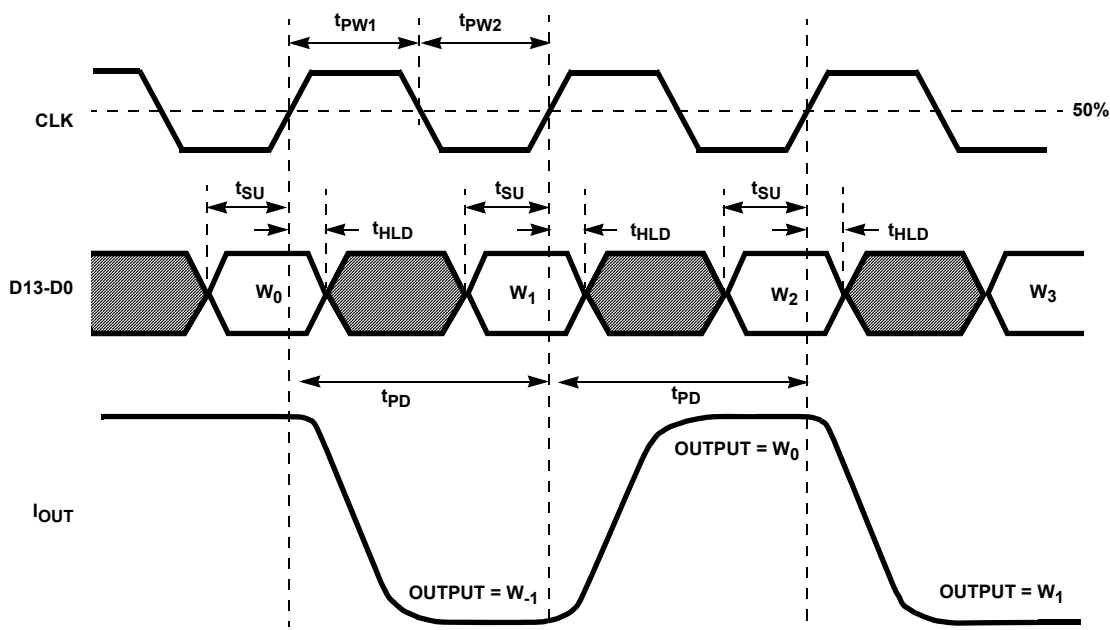 tPW1 tPW2
CLK
50%
tSU tSU tSU
tHLD tHLD tHLD
D13-D0
W0 W1 W2 W3
tPD tPD
OUTPUT = W0
IOUT
OUTPUT = W-1 OUTPUT = W1